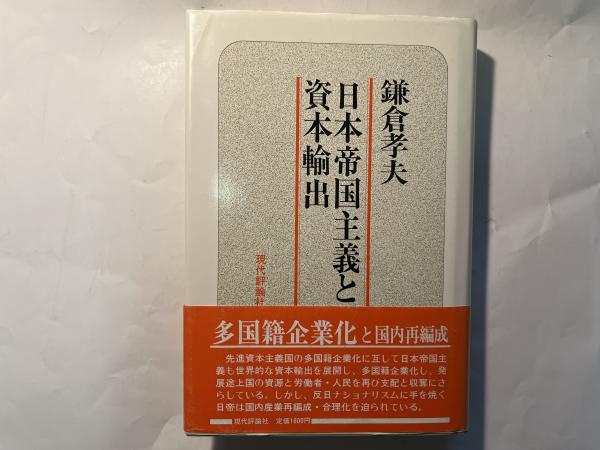 鎌倉孝夫
日本帝国主義と
資本輸出
現代評論社
多国籍企業化と国内再編成
先進資本主義国の多国籍企業化に互して日本帝国主
義も世界的な資本輸出を展開し、多国籍企業化し、発
展途上国の資源と労働者・人民を再び支配と収奪にさ
らしている。しかし、反日ナショナリズムに手を焼く
日帝は国内産業再編成・合理化を迫られている。
現代評論社 定価1600円